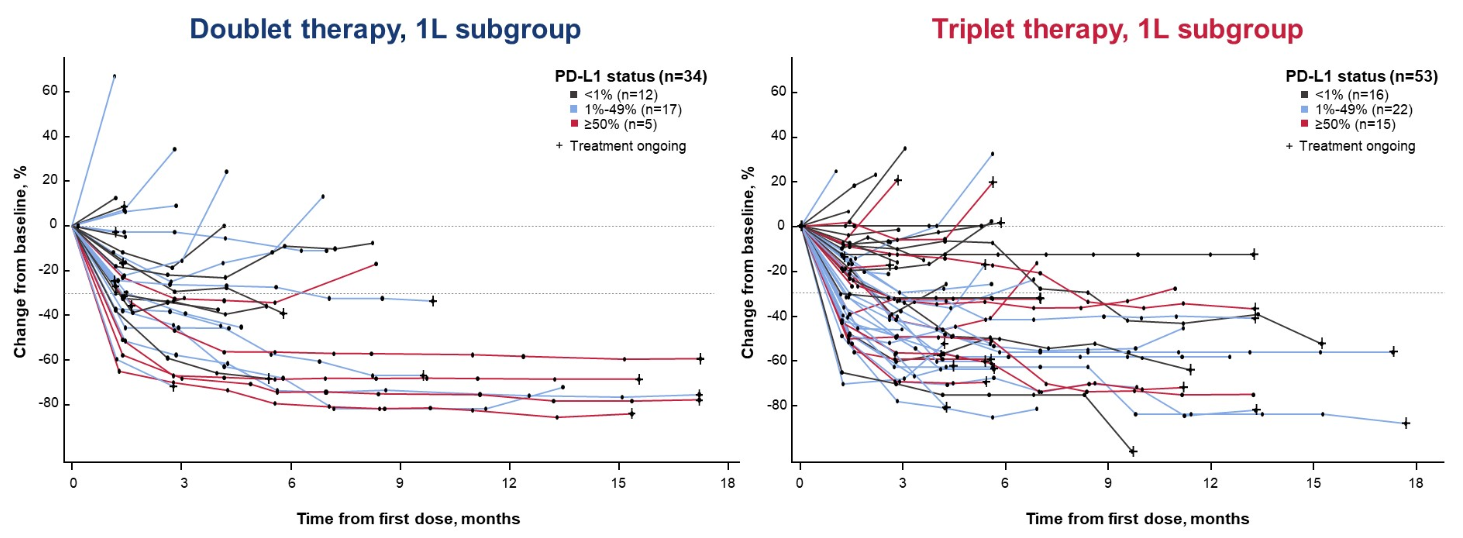 Doublet therapy, 1L subgroup
PD-L1 status (n=34)
<1% (n=12)
1%-49% (n=17)
≥50% (n=5)
+ Treatment ongoing
Change from baseline, %
60
40
20
0
-20
-40
-60
-80
0 3 6 9 12 15 18
Time from first dose, months
Triplet therapy, 1L subgroup
PD-L1 status (n=53)
<1% (n=16)
1%-49% (n=22)
≥50% (n=15)
+ Treatment ongoing
Change from baseline, %
60
40
20
0
-20
-40
-60
-80
0 3 6 9 12 15 18
Time from first dose, months